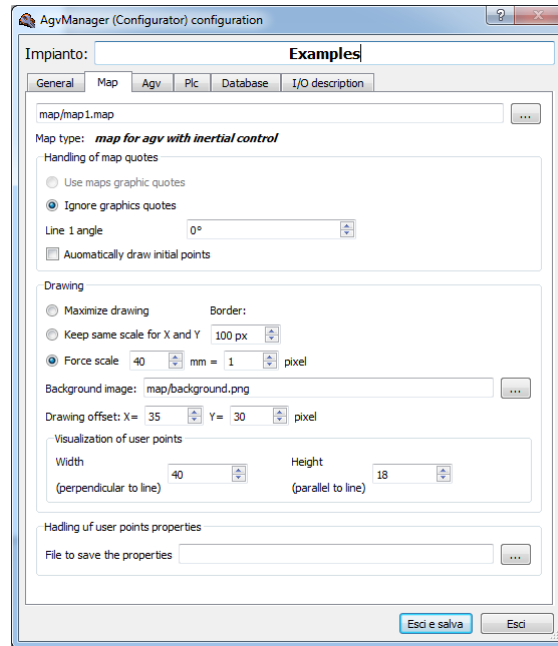 AgvManager (Configurator) configuration
Impianto: Examples
General Map Agv Plc Database I/O description
map/map1.map ...
Map type: map for agv with inertial control
Handling of map quotes
Use maps graphic quotes
Ignore graphics quotes
Line 1 angle 0°
Auomatically draw initial points
Drawing
Maximize drawing Border:
Keep same scale for X and Y 100 px
Force scale 40 mm = 1 pixel
Background image: map/background.png ...
Drawing offset: X= 35 Y= 30 pixel
Visualization of user points
Width Height
40 18
(perpendicular to line) (parallel to line)
Hadling uf user points properties
File to save the properties ...
Esci e salva Esci